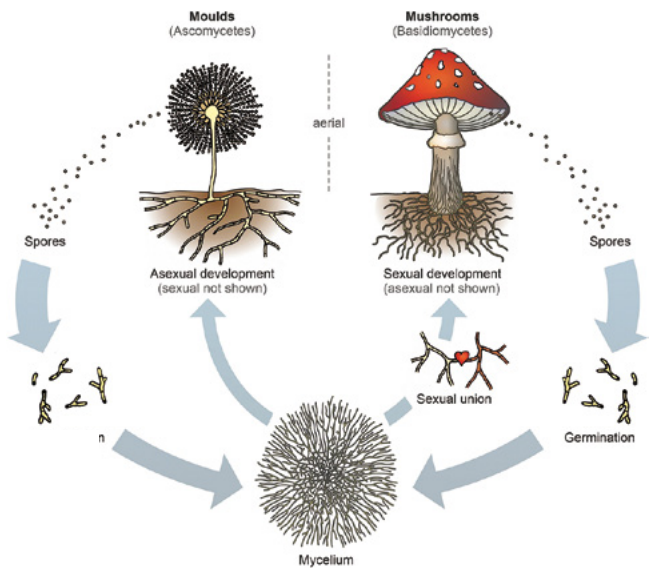 Moulds
(Ascomycetes)
Mushrooms
(Basidiomycetes)
aerial
Spores
Spores
Asexual development
(sexual not shown)
Sexual development
(asexual not shown)
Sexual union
n
Germination
Mycelium